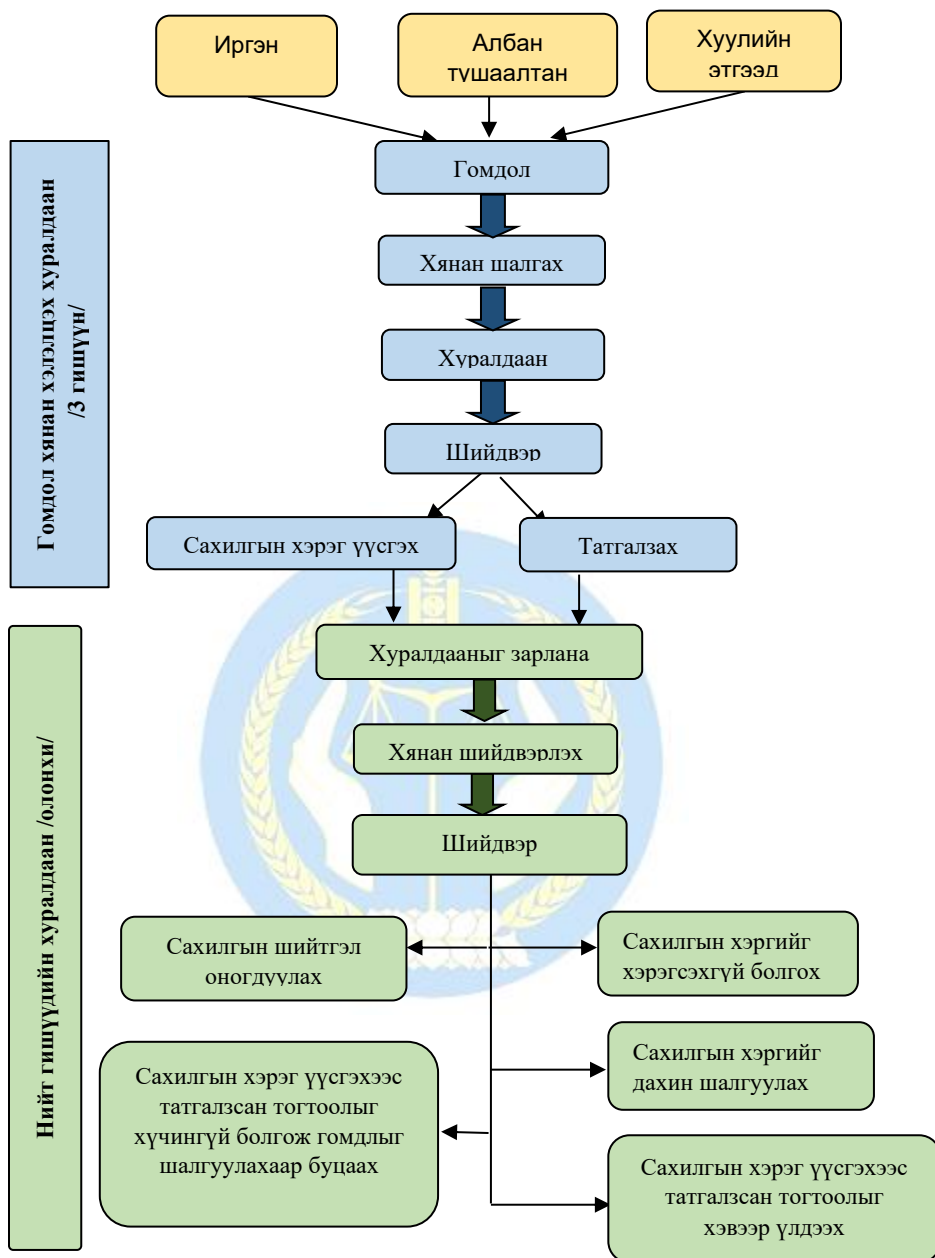 Иргэн
Албан
тушаалтан
Хуулийн
этгээд
Гомдол хянан хэлэлцэх хуралдаан
/3 гишүүн/
Гомдол
Хянан шалгах
Хуралдаан
Шийдвэр
Сахилгын хэрэг үүсгэх
Татгалзах
Нийт гишүүдийн хуралдаан /олонхи/
Хуралдааныг зарлана
Хянан шийдвэрлэх
Шийдвэр
Сахилгын шийтгэл
оногдуулах
Сахилгын хэргийг
хэрэгсэхгүй болгох
Сахилгын хэрэг үүсгэхээс
татгалзсан тогтоолыг
хүчингүй болгож гомдлыг
шалгуулахаар буцаах
Сахилгын хэргийг
дахин шалгуулах
Сахилгын хэрэг үүсгэхээс
татгалзсан тогтоолыг
хэвээр үлдээх